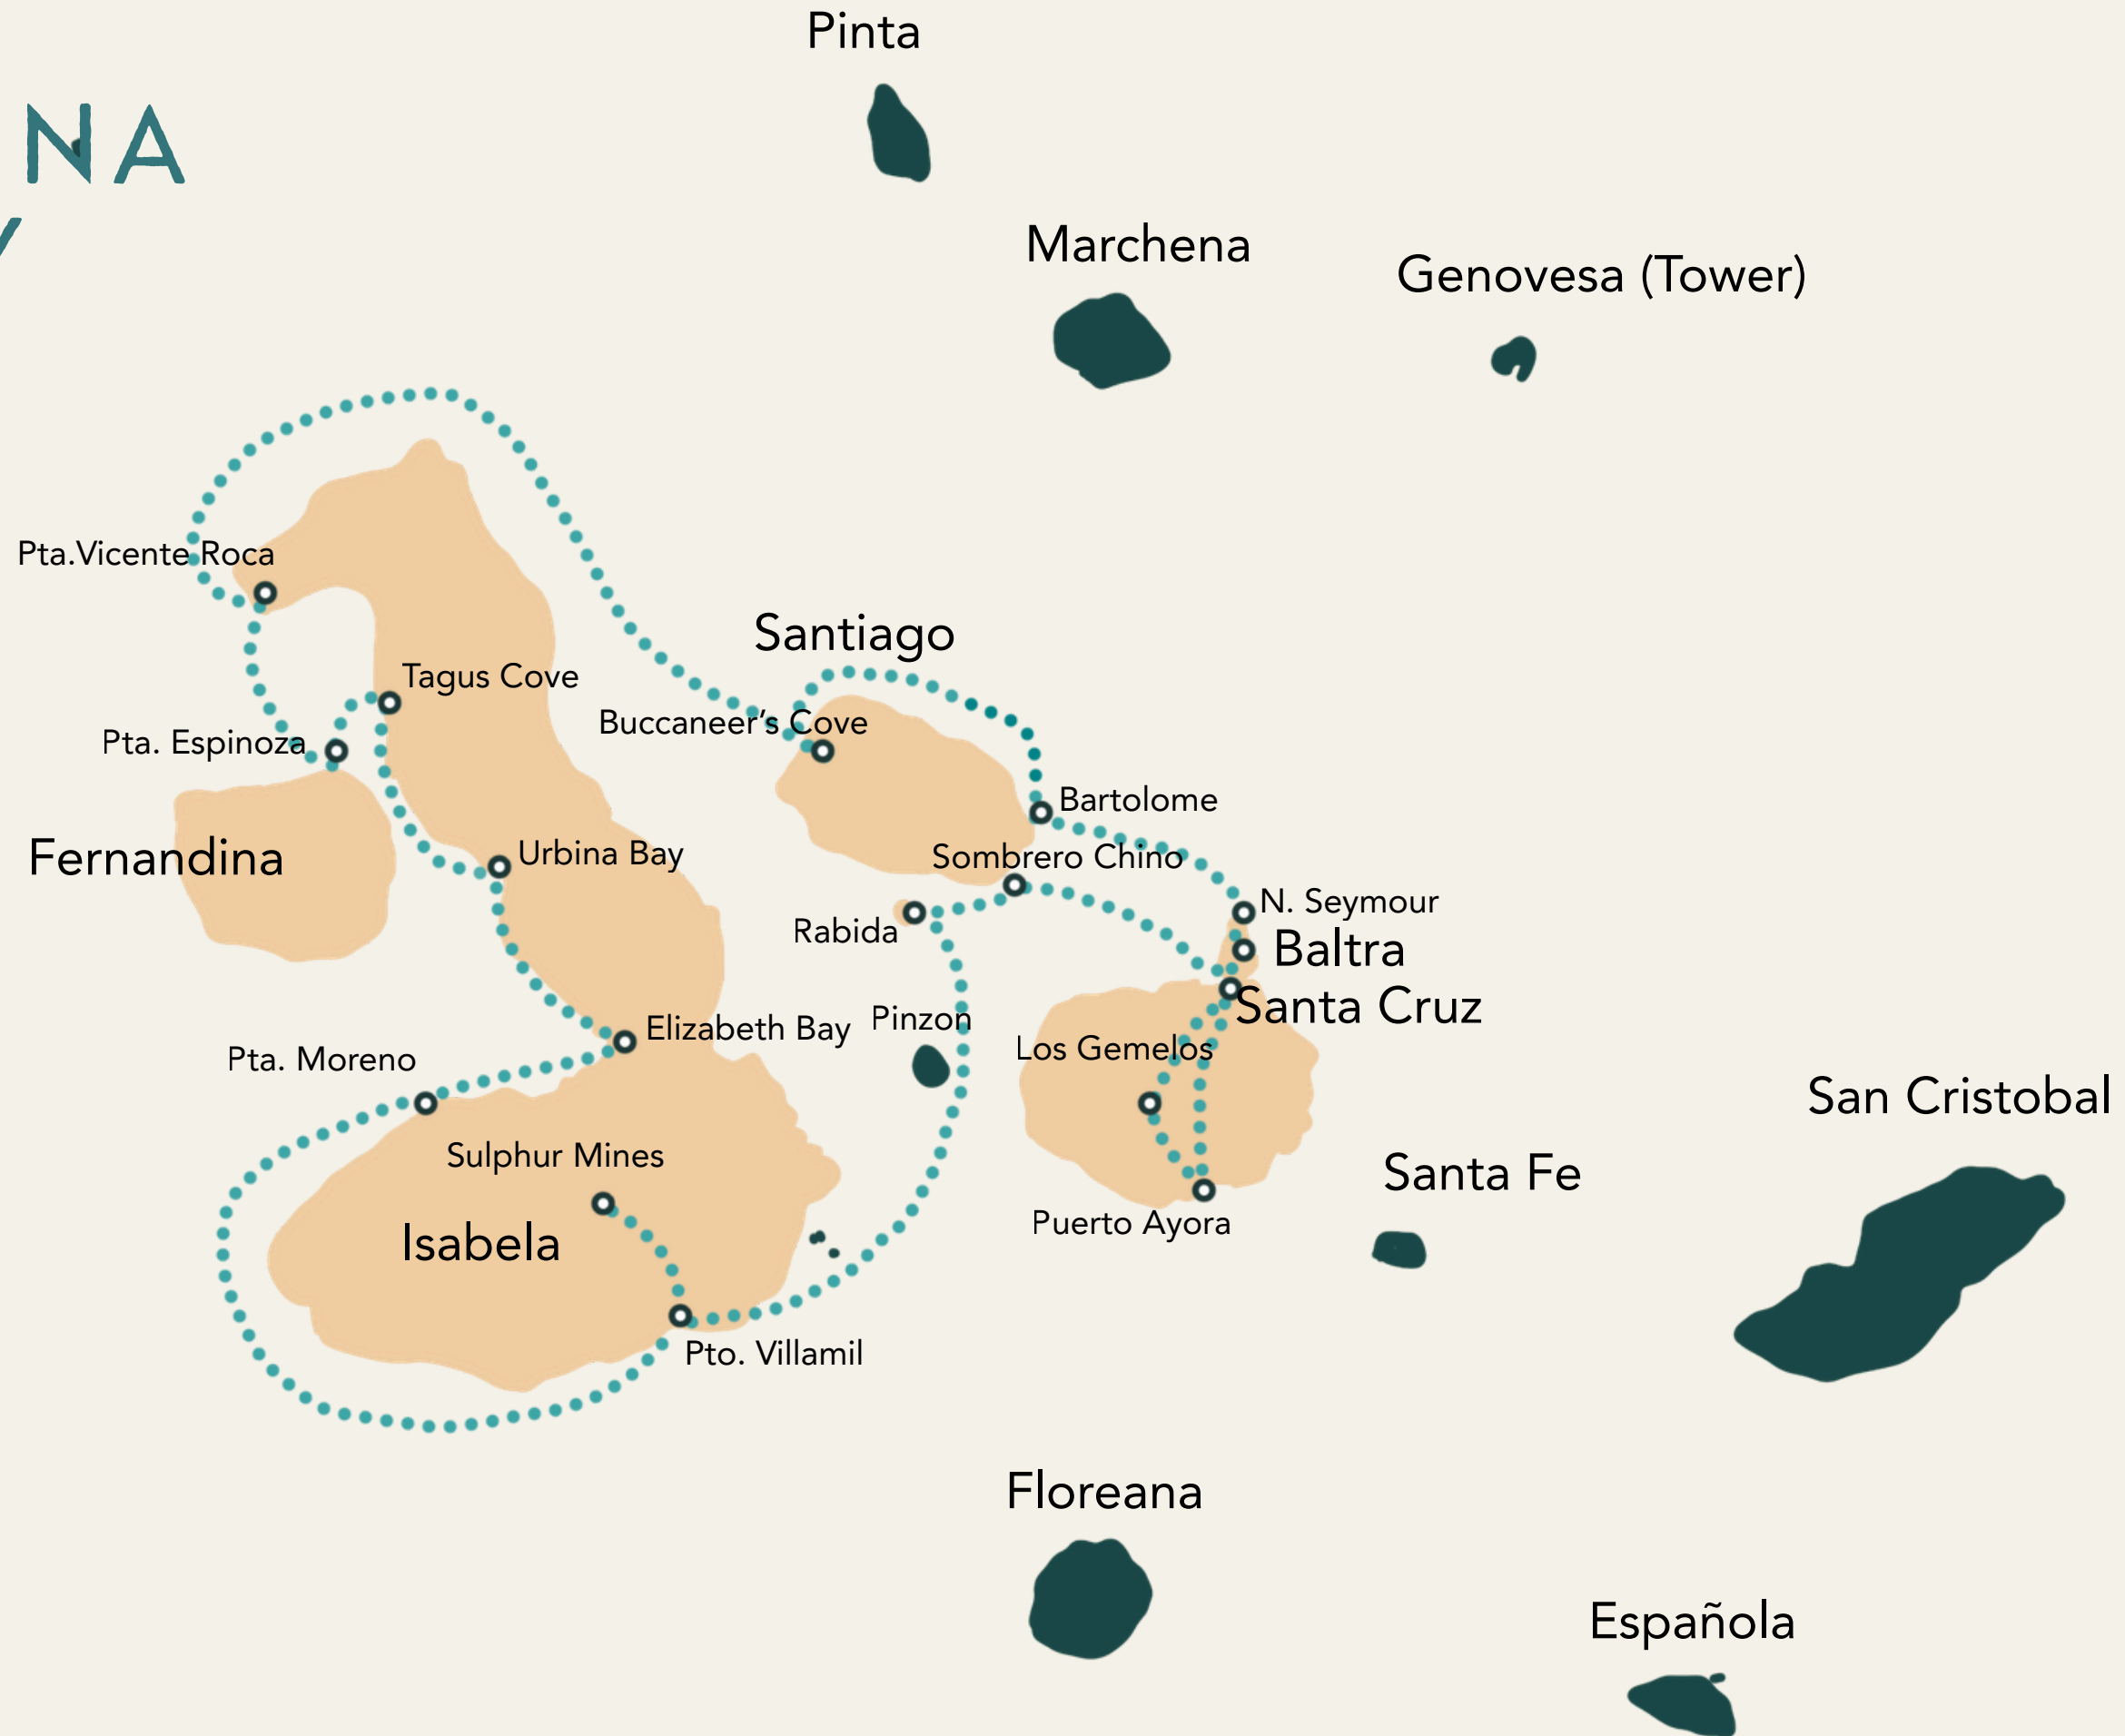 Pinta
NA
Marchena
Genovesa (Tower)
Pta.Vicente Roca
Santiago
Tagus Cove
Buccaneer's Cove
Pta. Espinoza
Bartolome
Fernandina
Urbina Bay
Sombrero Chino
N. Seymour
Rabida
Baltra
Santa Cruz
Pinzon
Elizabeth Bay
Los Gemelos
Pta. Moreno
San Cristobal
Sulphur Mines
Santa Fe
Isabela
Puerto Ayora
Pto. Villamil
Floreana
Española